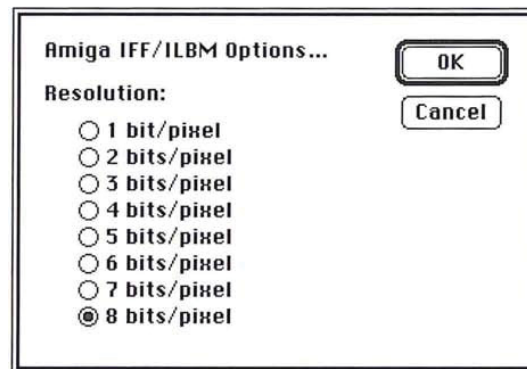 Amiga IFF/ILBM Options...
OK
Resolution:
Cancel
1 bit/pixel
2 bits/pixel
3 bits/pixel
4 bits/pixel
5 bits/pixel
6 bits/pixel
7 bits/pixel
8 bits/pixel